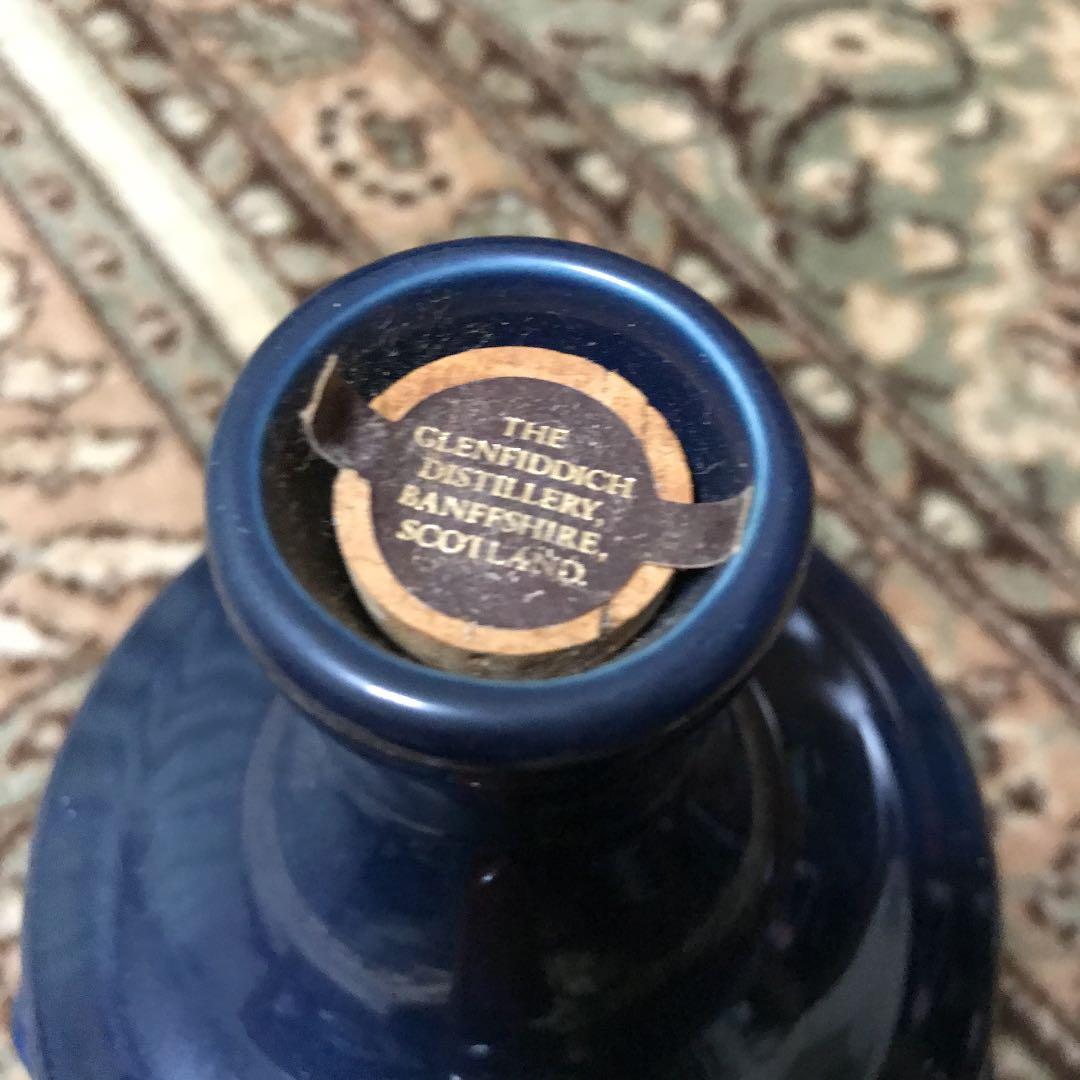 THE
GLENFIDDICH
DISTILLERY,
BANFFSHIRE,
SCOTLAND.